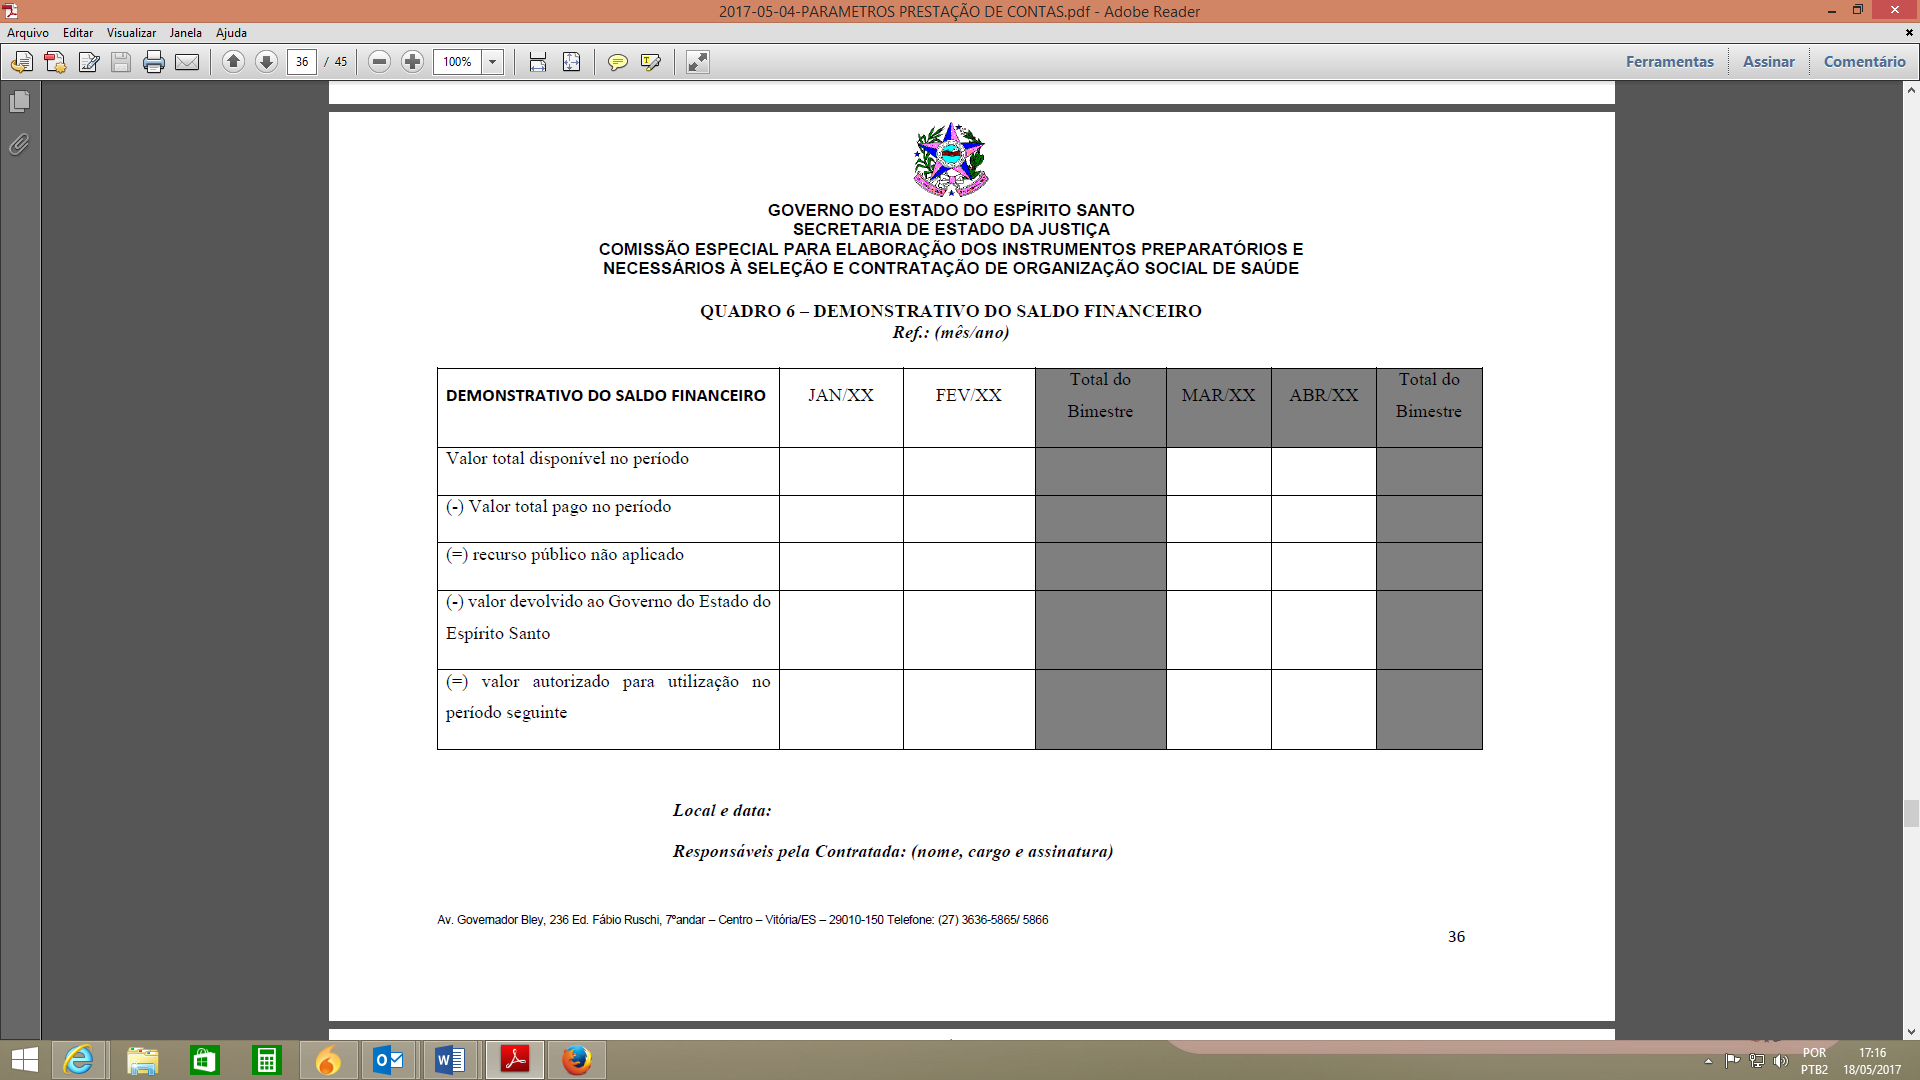 2017-05-04-PARAMETROS PRESTAÇÃO DE CONTAS.pdf - Adobe Reader
Arquivo Editar Visualizar Janela Ajuda
36 / 45 100% Ferramentas Assinar Comentário
GOVERNO DO ESTADO DO ESPÍRITO SANTO
SECRETARIA DE ESTADO DA JUSTIÇA
COMISSÃO ESPECIAL PARA ELABORAÇÃO DOS INSTRUMENTOS PREPARATÓRIOS E
NECESSÁRIOS À SELEÇÃO E CONTRATAÇÃO DE ORGANIZAÇÃO SOCIAL DE SAÚDE
QUADRO 6 – DEMONSTRATIVO DO SALDO FINANCEIRO
Ref.: (mês/ano)
DEMONSTRATIVO DO SALDO FINANCEIRO JAN/XX FEV/XX Total do Bimestre MAR/XX ABR/XX Total do Bimestre
Valor total disponível no período
(-) Valor total pago no período
(=) recurso público não aplicado
(-) valor devolvido ao Governo do Estado do
Espírito Santo
(=) valor autorizado para utilização no
período seguinte
Local e data:
Responsáveis pela Contratada: (nome, cargo e assinatura)
Av. Governador Bley, 236 Ed. Fábio Ruschi, 7ºandar – Centro – Vitória/ES – 29010-150 Telefone: (27) 3636-5865/ 5866
36
POR 17:16
PTB2 18/05/2017